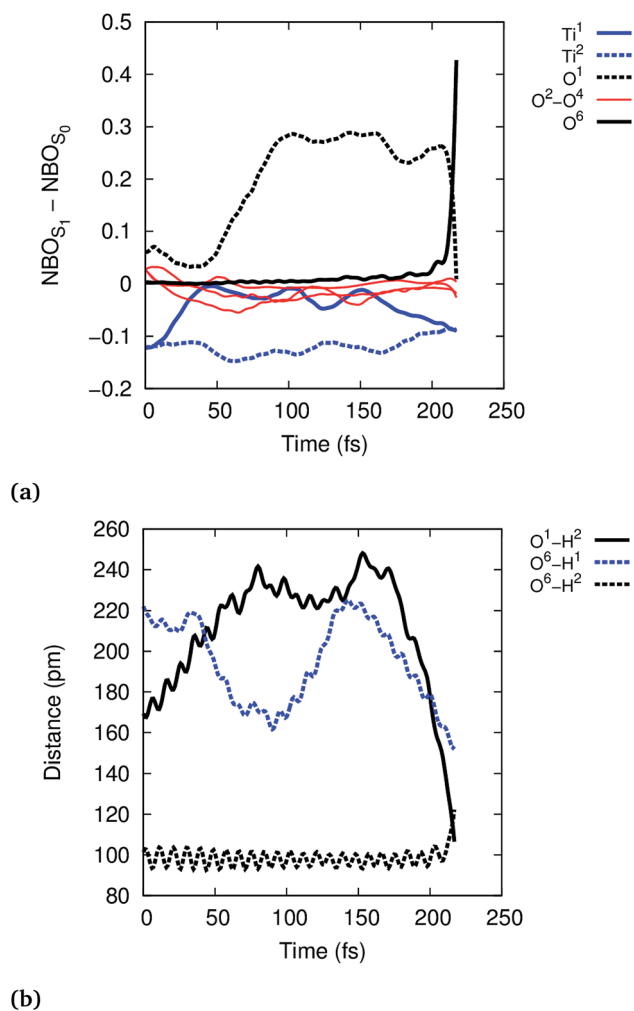 0.5
0.4
0.3
0.2
0.1
0
−0.1
−0.2
NBO_S₁ − NBO_S₀
0 50 100 150 200 250
Time (fs)
Ti¹
Ti²
O¹
O²−O⁴
O⁶
(a)
260
240
220
200
180
160
140
120
100
80
Distance (pm)
0 50 100 150 200 250
Time (fs)
O¹−H²
O⁶−H¹
O⁶−H²
(b)